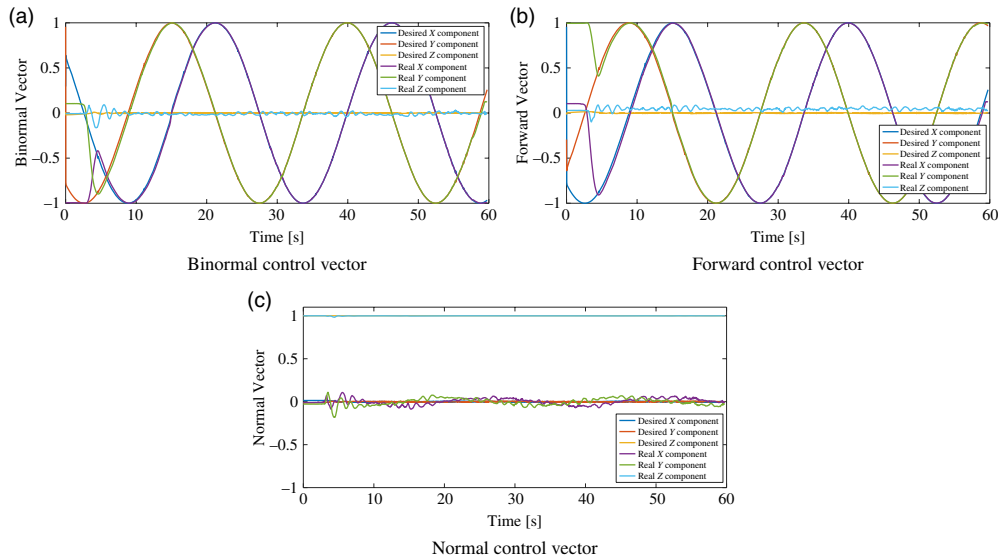 (a)
1
0.5
0
−0.5
−1
Binormal Vector
Desired X component
Desired Y component
Desired Z component
Real X component
Real Y component
Real Z component
0 10 20 30 40 50 60
Time [s]
Binormal control vector
(b)
1
0.5
0
−0.5
−1
Forward Vector
Desired X component
Desired Y component
Desired Z component
Real X component
Real Y component
Real Z component
0 10 20 30 40 50 60
Time [s]
Forward control vector
(c)
1
0.5
0
−0.5
−1
Normal Vector
Desired X component
Desired Y component
Desired Z component
Real X component
Real Y component
Real Z component
0 10 20 30 40 50 60
Time [s]
Normal control vector